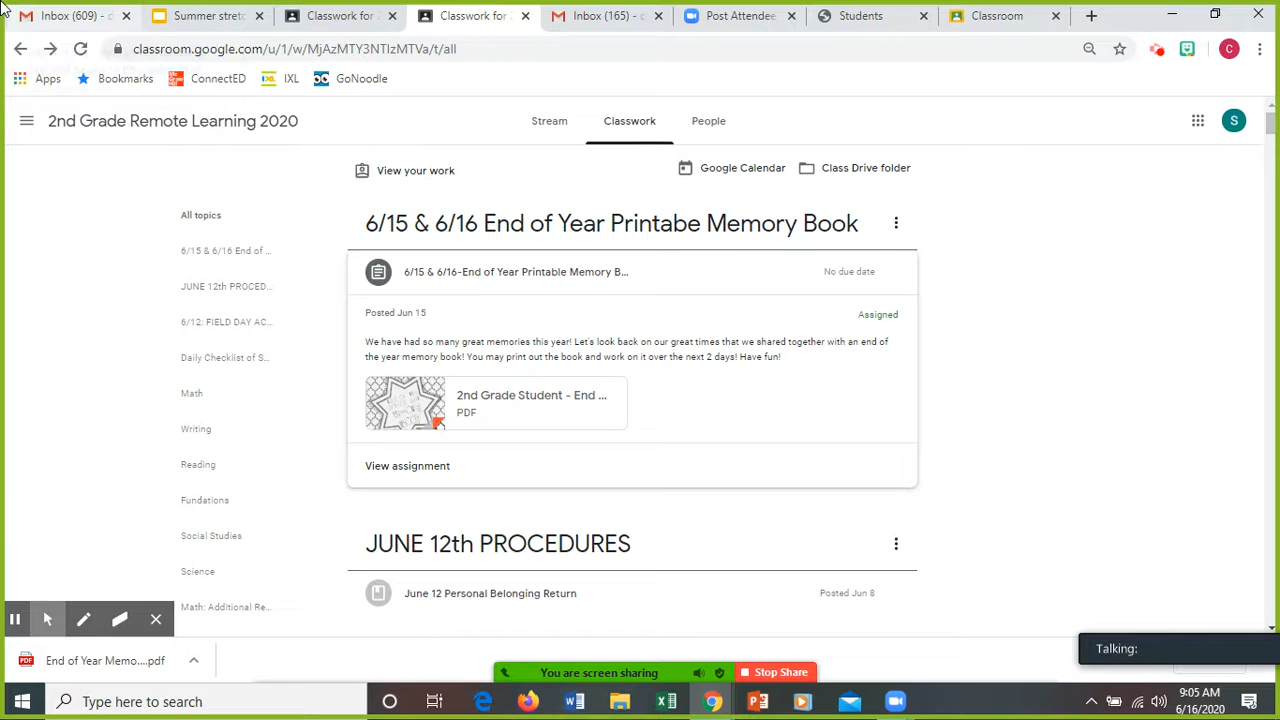 Inbox (609) - d
Summer stretc
Classwork for 2
Classwork for 2
Inbox (165) - c
Post Attendee
Students
Classroom
classroom.google.com/u/1/w/MjAzMTY3NTIzMTVa/t/all
C
Apps
Bookmarks
ConnectED
IXL
GoNoodle
2nd Grade Remote Learning 2020
Stream
Classwork
People
S
View your work
Google Calendar
Class Drive folder
All topics
6/15 & 6/16 End of ...
JUNE 12th PROCED...
6/12: FIELD DAY AC...
Daily Checklist of S...
Math
Writing
Reading
Fundations
Social Studies
Science
Math: Additional Re...
6/15 & 6/16 End of Year Printabe Memory Book
6/15 & 6/16-End of Year Printable Memory B...
No due date
Posted Jun 15
Assigned
We have had so many great memories this year! Let's look back on our great times that we shared together with an end of
the year memory book! You may print out the book and work on it over the next 2 days! Have fun!
2nd Grade Student - End ...
PDF
View assignment
JUNE 12th PROCEDURES
June 12 Personal Belonging Return
Posted Jun 8
Talking:
End of Year Memo....pdf
You are screen sharing
Stop Share
Type here to search
9:05 AM
6/16/2020